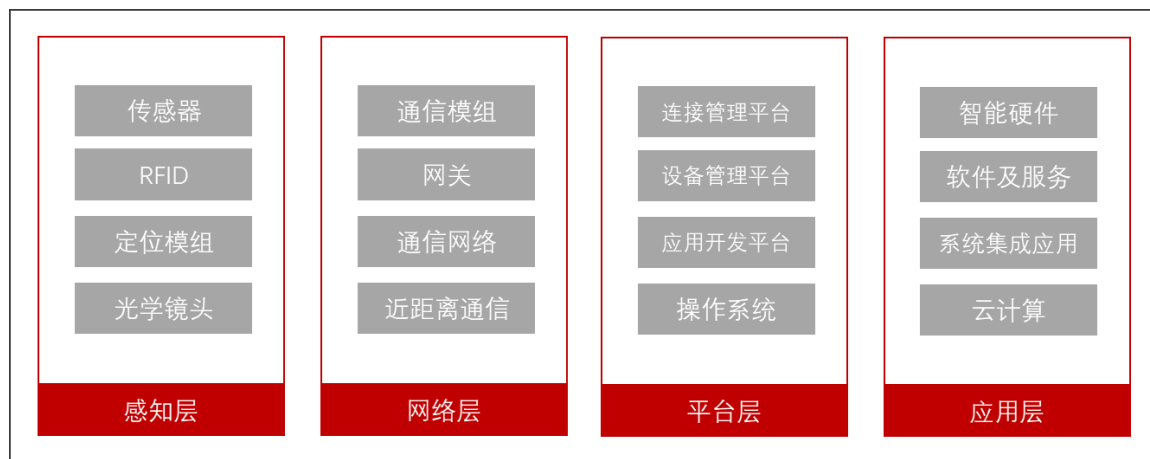 传感器
RFID
定位模组
光学镜头
感知层
通信模组
网关
通信网络
近距离通信
网络层
连接管理平台
设备管理平台
应用开发平台
操作系统
平台层
智能硬件
软件及服务
系统集成应用
云计算
应用层